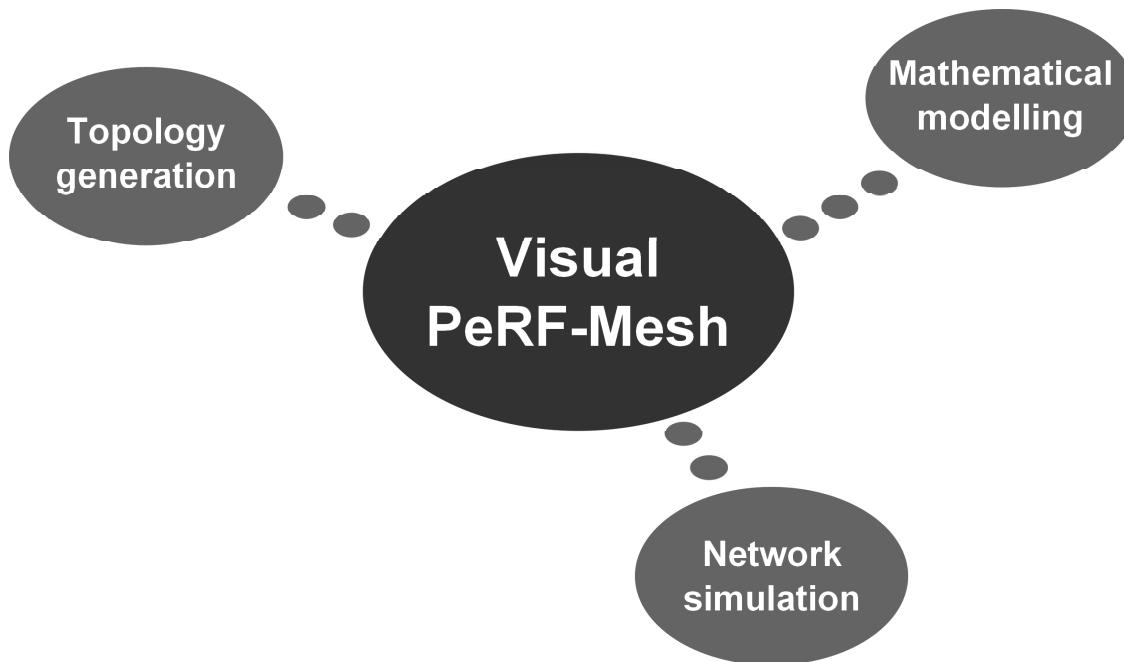 Topology
generation
Mathematical
modelling
Visual
PeRF-Mesh
Network
simulation